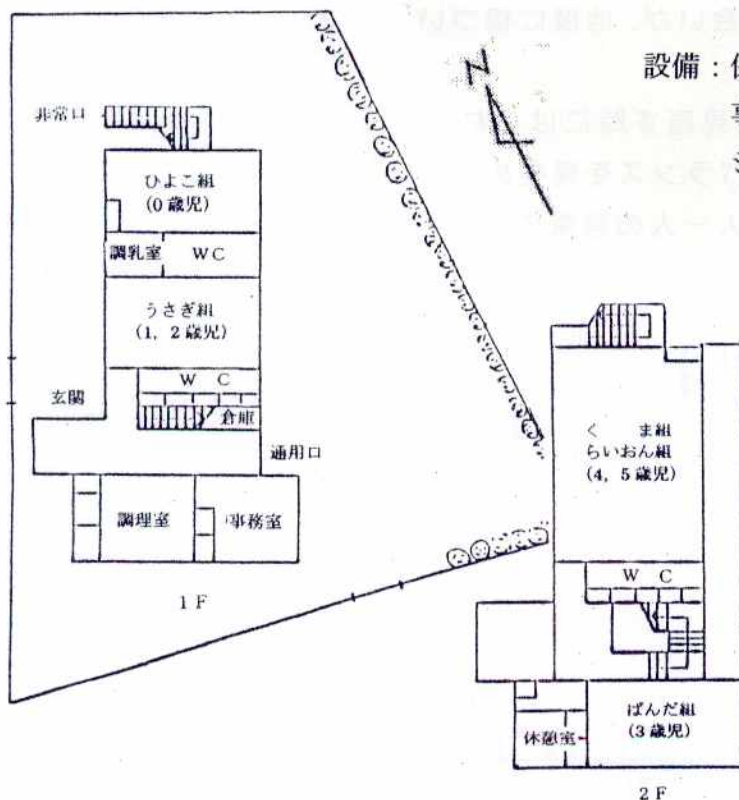 N
設備：
非常口
ひよこ組
(0歳児)
調乳室 WC
うさぎ組
(1, 2歳児)
W C
倉庫
玄関
通用口
調理室 事務室
1F
く ま組
らいおん組
(4, 5歳児)
W C
ぱんだ組
(3歳児)
休憩室
2F